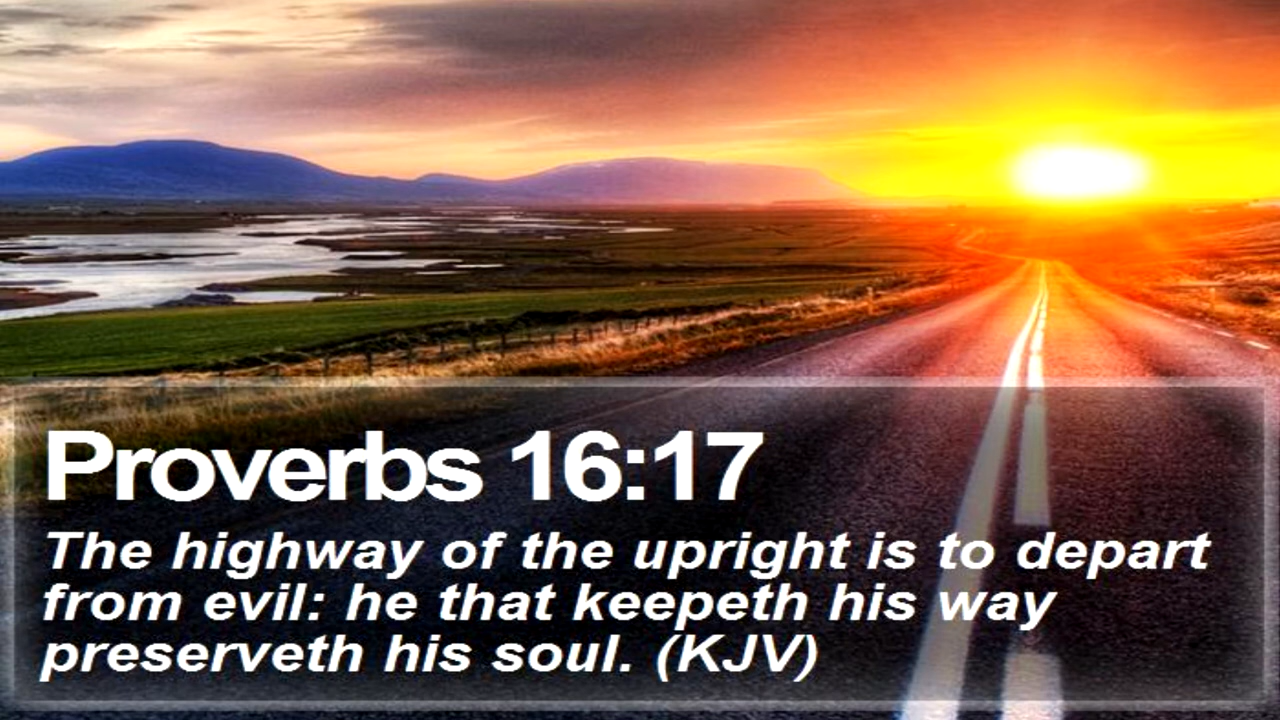 Proverbs 16:17
The highway of the upright is to depart
from evil: he that keepeth his way
preserveth his soul. (KJV)